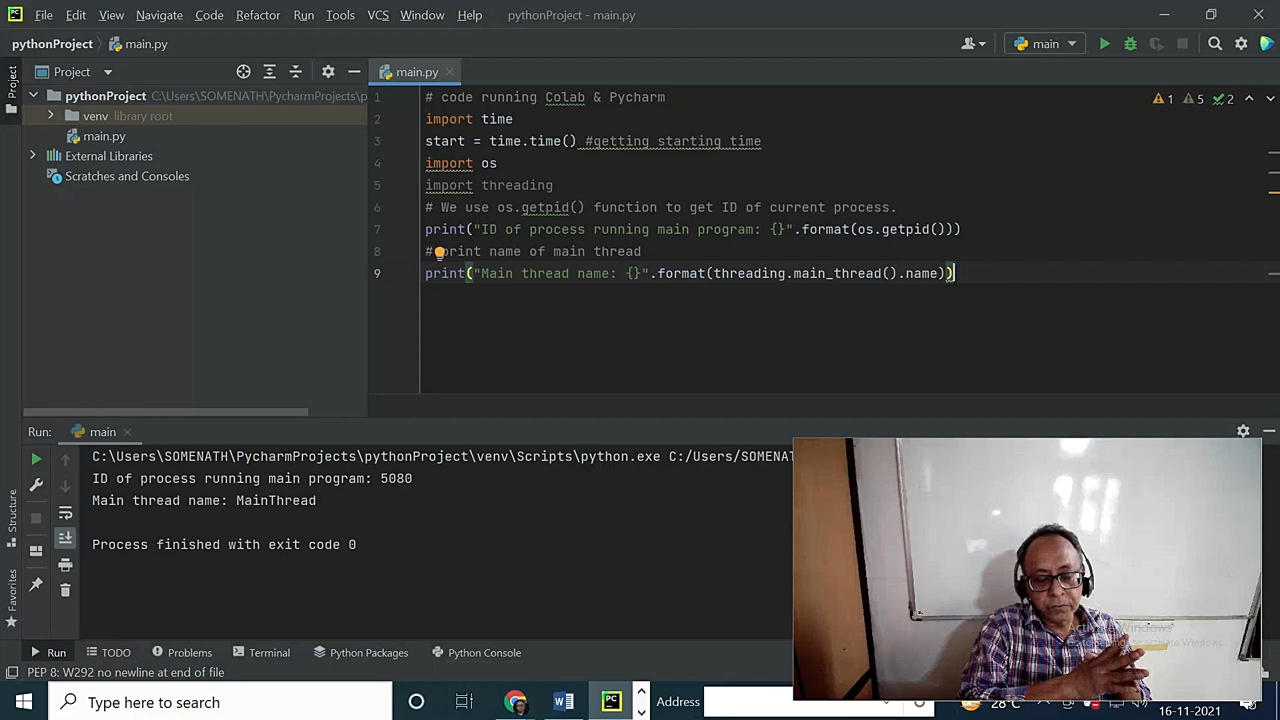 File Edit View Navigate Code Refactor Run Tools VCS Window Help pythonProject - main.py
pythonProject main.py main
Project main.py
Project
pythonProject C:\Users\SOMENATH\PycharmProjects\p
venv library root
main.py
External Libraries
Scratches and Consoles
1 # code running Colab & Pycharm
2 import time
3 start = time.time() #getting starting time
4 import os
5 import threading
6 # We use os.getpid() function to get ID of current process.
7 print("ID of process running main program: {}".format(os.getpid()))
8 # print name of main thread
9 print("Main thread name: {}".format(threading.main_thread().name))
1 5 2
Run: main
C:\Users\SOMENATH\PycharmProjects\pythonProject\venv\Scripts\python.exe C:/Users/SOMENATH
ID of process running main program: 5080
Main thread name: MainThread
Process finished with exit code 0
Structure
Favorites
Activate Windows
Run TODO Problems Terminal Python Packages Python Console
PEP 8: W292 no newline at end of file
Type here to search
Address
28°C
16-11-2021